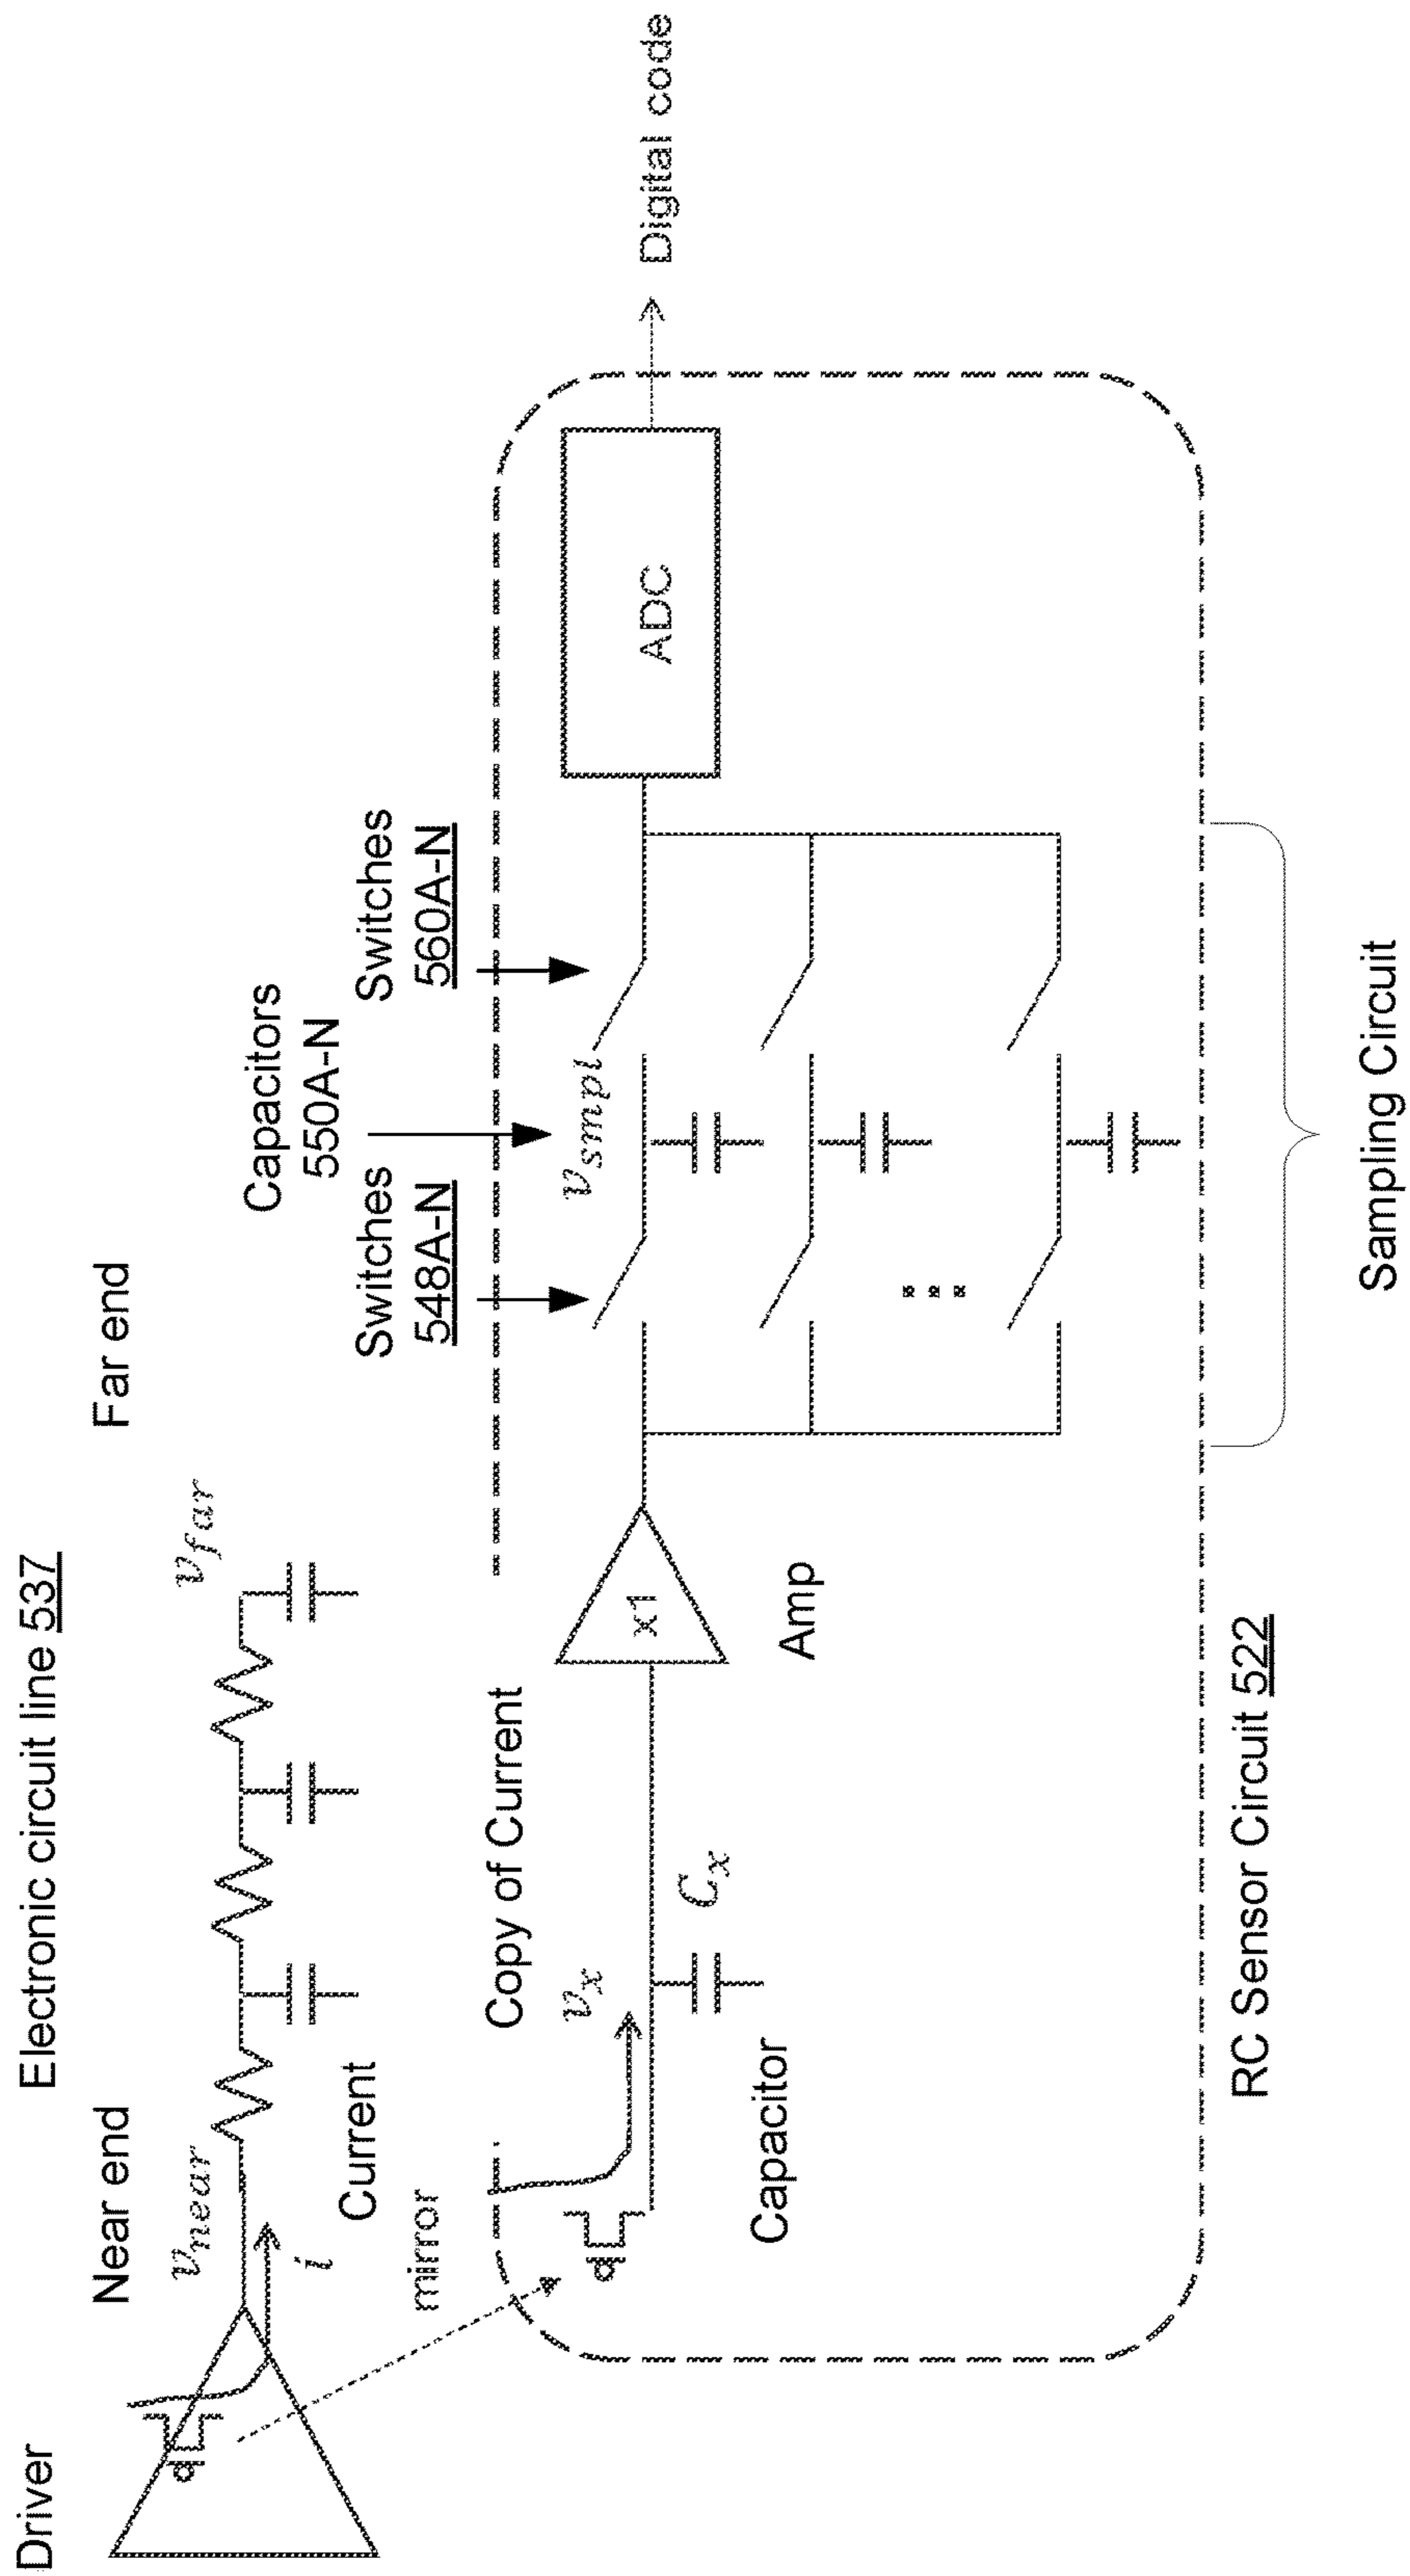 Driver
Near end
Electronic circuit line 537
Far end
v_near
v_far
i
Current
mirror
Copy of Current
v_x
C_x
Capacitor
x1
Amp
Switches
548A-N
Capacitors
550A-N
Switches
560A-N
v_smpl
ADC
Digital code
RC Sensor Circuit 522
Sampling Circuit